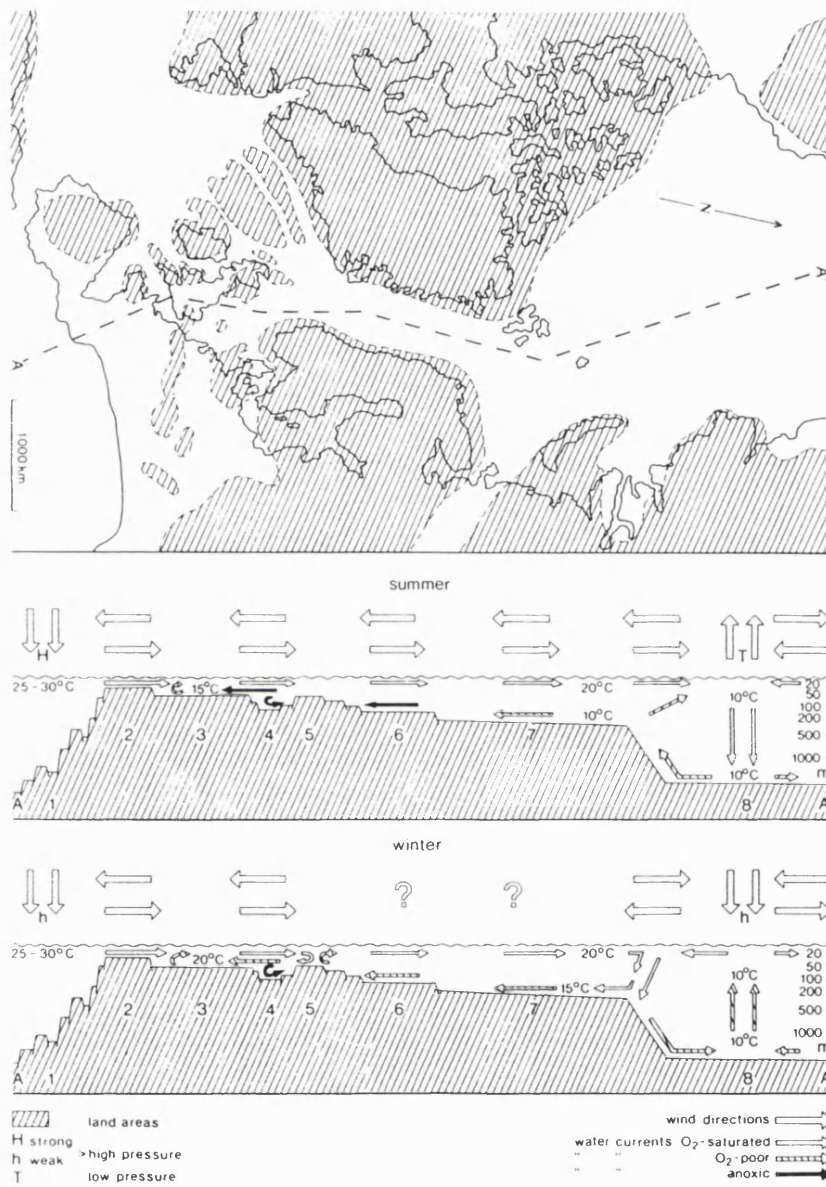 N
A
A
1000 km
summer
H
T
25-30°C
15°C
20°C
10°C
20
50
100
200
500
1000
m
10°C
10°C
2
3
4
5
6
7
A
1
8
A
winter
h
?
?
h
25-30°C
20°C
20°C
20
50
100
200
500
1000
m
10°C
15°C
10°C
2
3
4
5
6
7
A
1
8
A
land areas
wind directions
H strong
>high pressure
water currents O₂-saturated
h weak
" " O₂-poor
T low pressure
" " anoxic